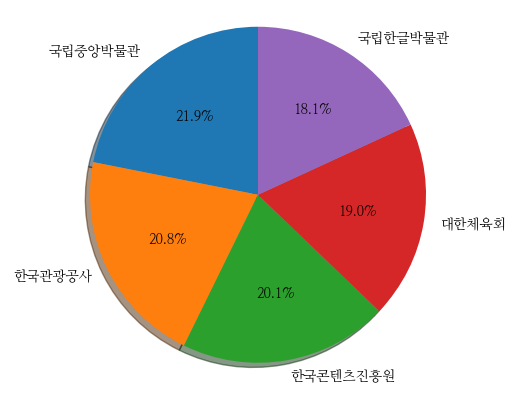 국립중앙박물관
21.9%
한국관광공사
20.8%
한국콘텐츠진흥원
20.1%
대한체육회
19.0%
국립한글박물관
18.1%